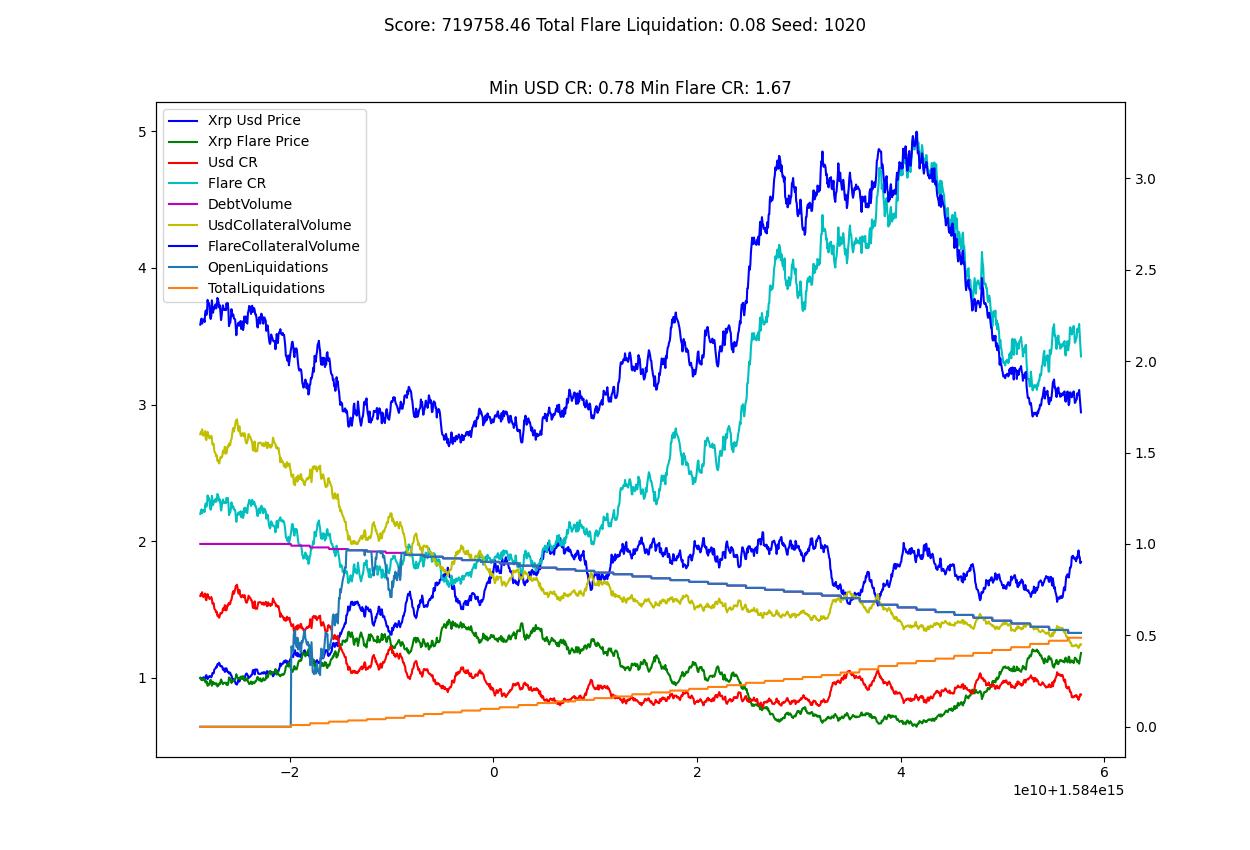 Score: 719758.46 Total Flare Liquidation: 0.08 Seed: 1020
Min USD CR: 0.78 Min Flare CR: 1.67
Xrp Usd Price
Xrp Flare Price
Usd CR
Flare CR
DebtVolume
UsdCollateralVolume
FlareCollateralVolume
OpenLiquidations
TotalLiquidations
5
4
3
2
1
3.0
2.5
2.0
1.5
1.0
0.5
0.0
−2 0 2 4 6
1e10+1.584e15